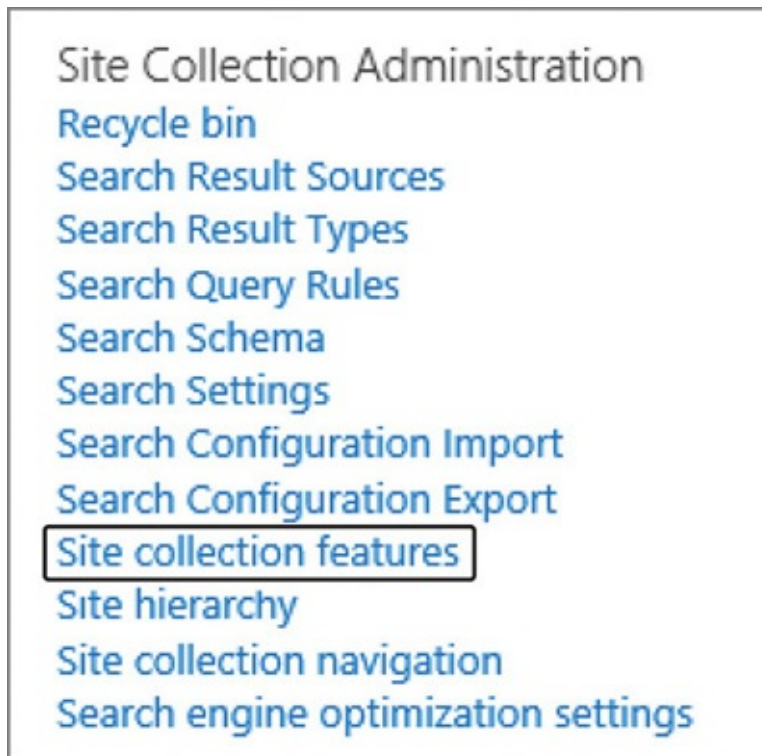 Site Collection Administration
Recycle bin
Search Result Sources
Search Result Types
Search Query Rules
Search Schema
Search Settings
Search Configuration Import
Search Configuration Export
Site collection features
Site hierarchy
Site collection navigation
Search engine optimization settings